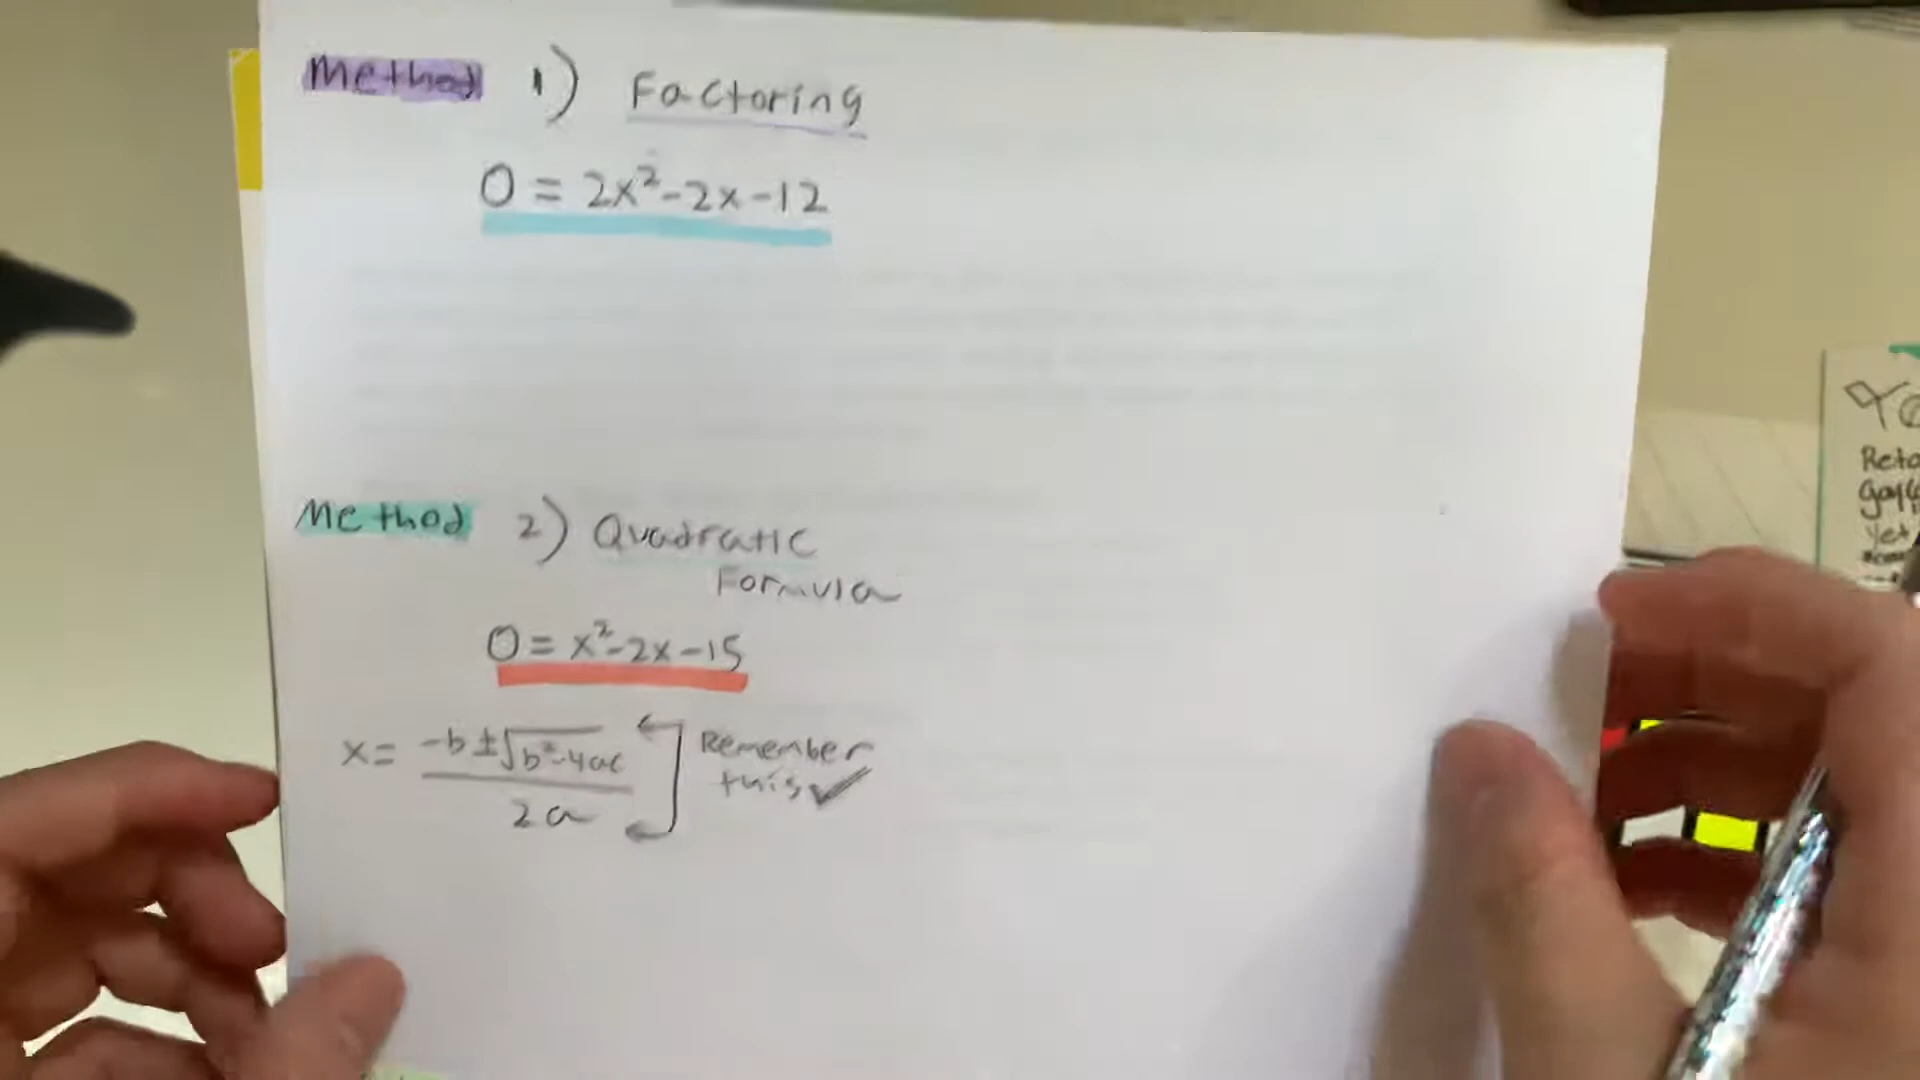 Method 1) Factoring
0 = 2x²-2x-12
Method 2) Quadratic
Formula
0 = x²-2x-15
x = -b ± √b²-4ac
2a
Remember
this ✓
Yet